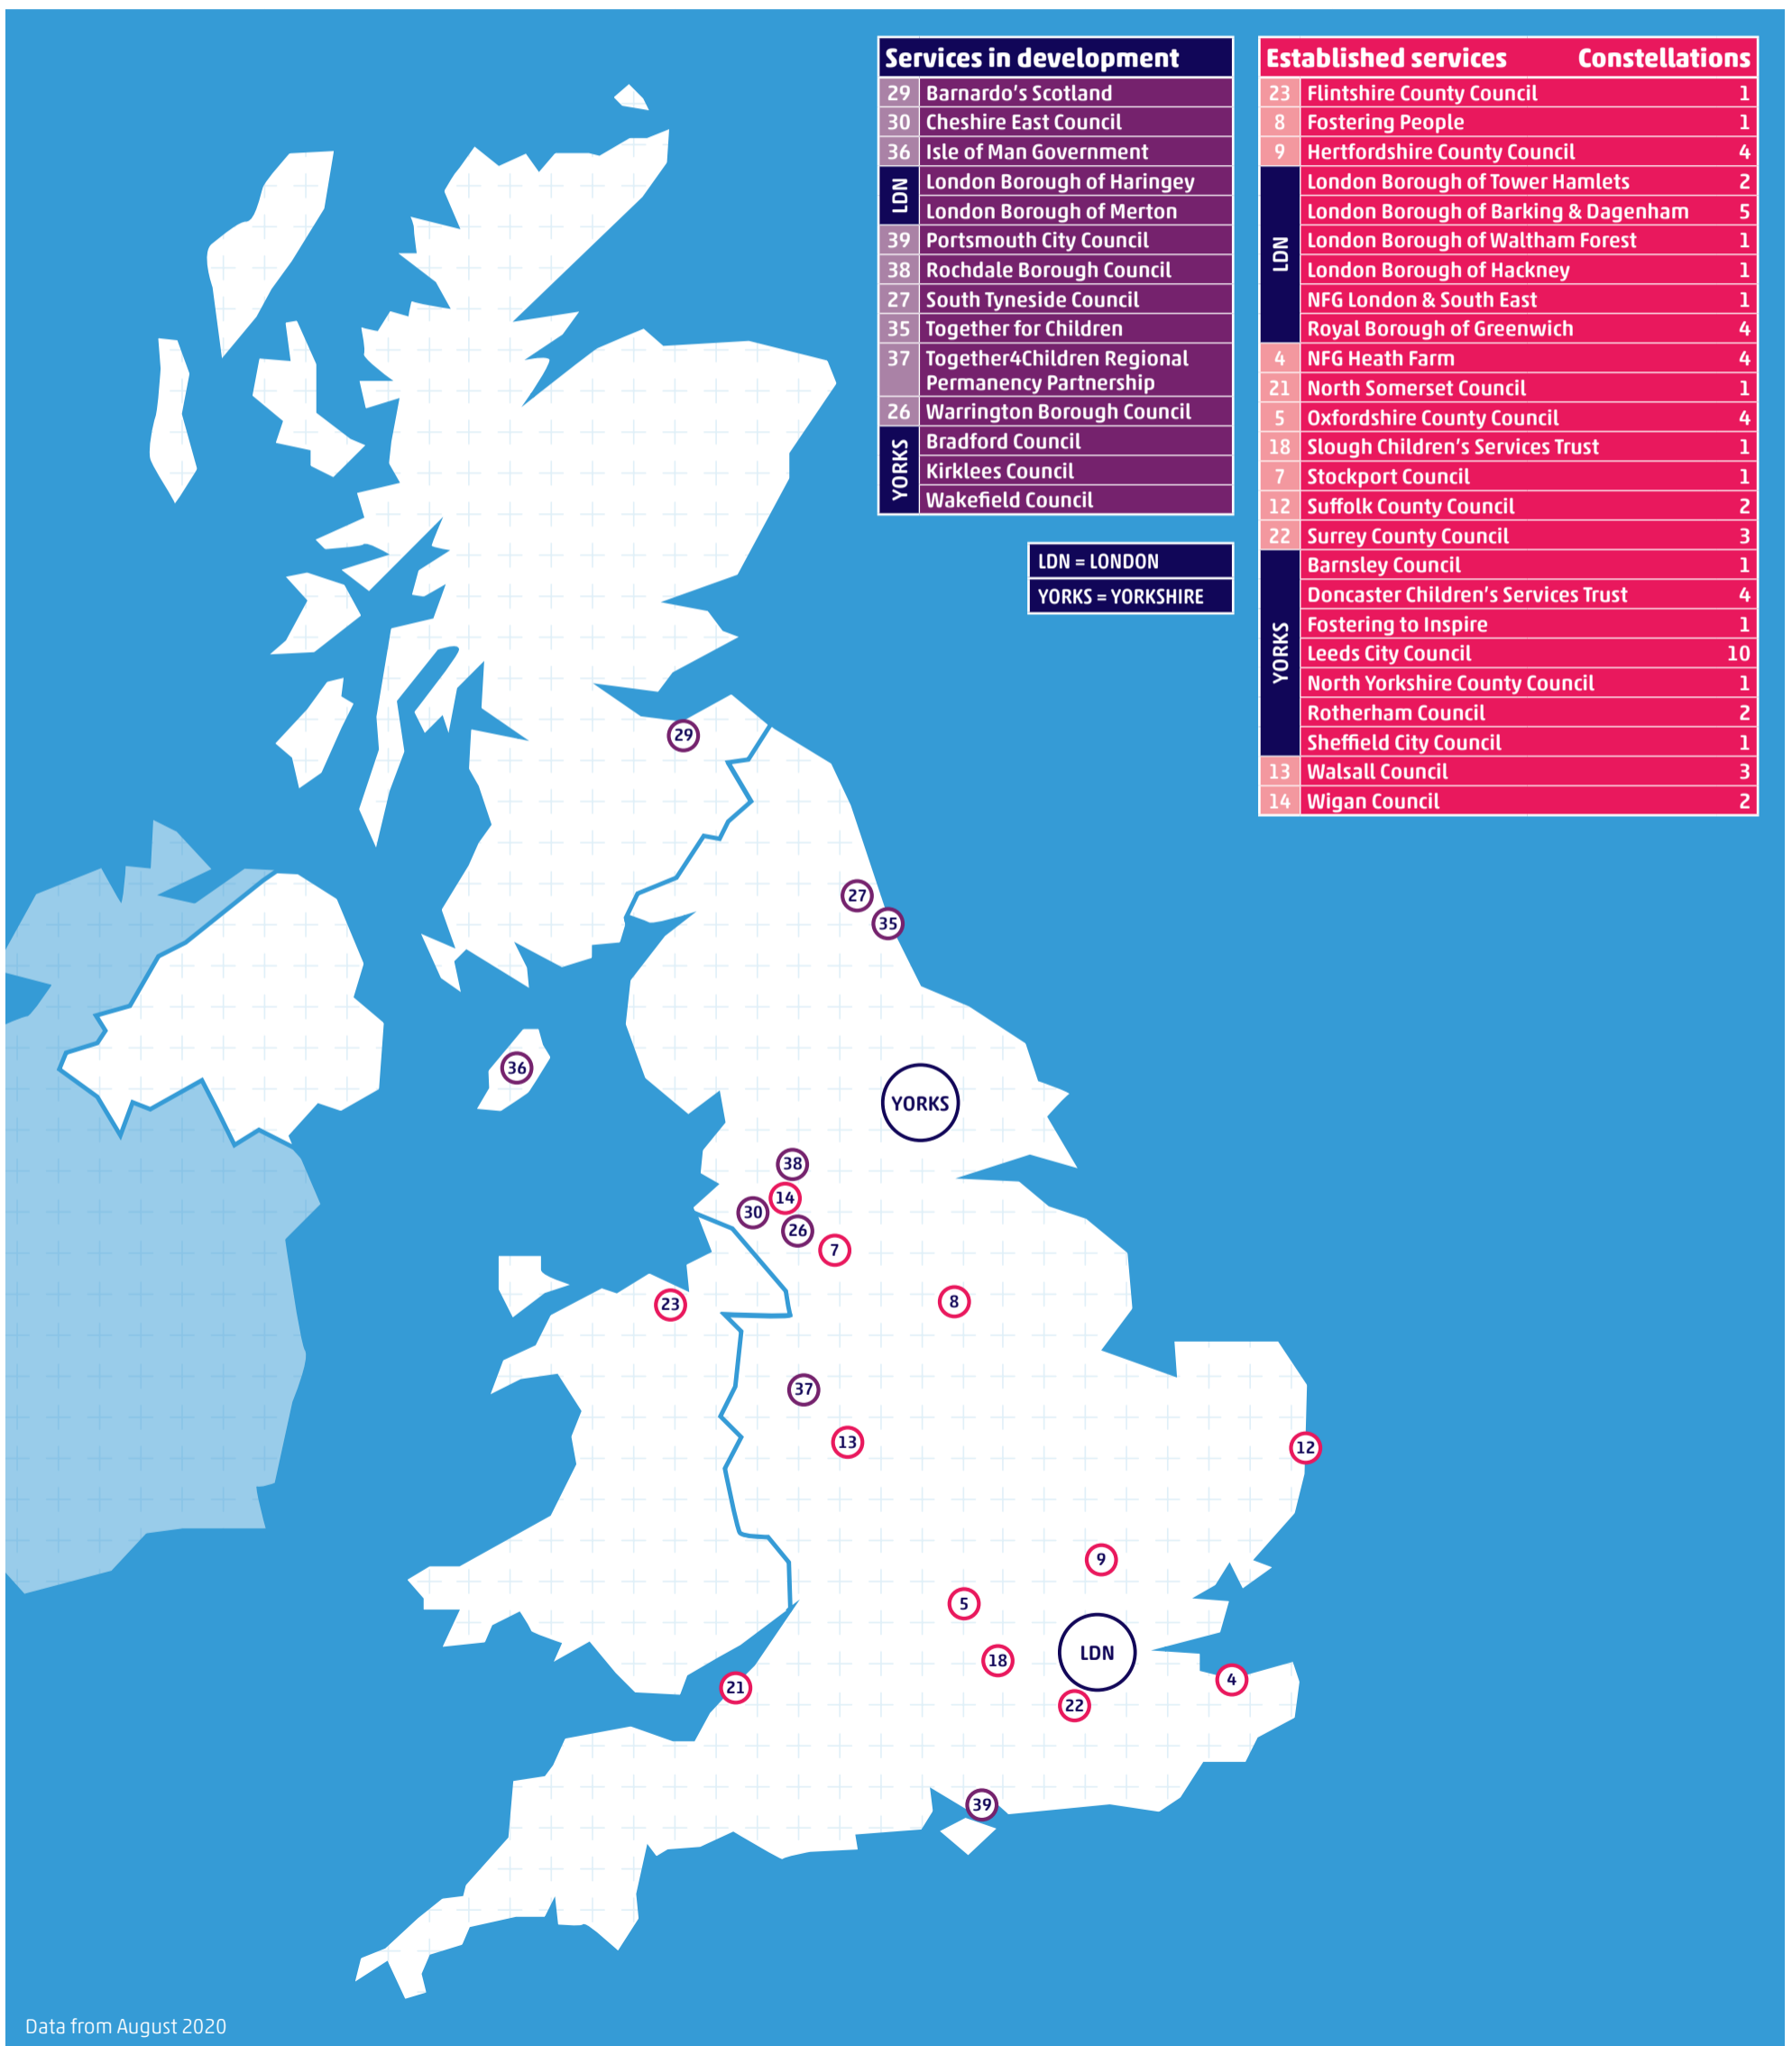 Services in development
29 Barnardo's Scotland
30 Cheshire East Council
36 Isle of Man Government
LDN
London Borough of Haringey
London Borough of Merton
39 Portsmouth City Council
38 Rochdale Borough Council
27 South Tyneside Council
35 Together for Children
37 Together4Children Regional
Permanency Partnership
26 Warrington Borough Council
YORKS
Bradford Council
Kirklees Council
Wakefield Council
LDN = LONDON
YORKS = YORKSHIRE
Established services Constellations
23 Flintshire County Council 1
8 Fostering People 1
9 Hertfordshire County Council 4
LDN
London Borough of Tower Hamlets 2
London Borough of Barking & Dagenham 5
London Borough of Waltham Forest 1
London Borough of Hackney 1
NFG London & South East 1
Royal Borough of Greenwich 4
4 NFG Heath Farm 4
21 North Somerset Council 1
5 Oxfordshire County Council 4
18 Slough Children's Services Trust 1
7 Stockport Council 1
12 Suffolk County Council 2
22 Surrey County Council 3
YORKS
Barnsley Council 1
Doncaster Children's Services Trust 4
Fostering to Inspire 1
Leeds City Council 10
North Yorkshire County Council 1
Rotherham Council 2
Sheffield City Council 1
13 Walsall Council 3
14 Wigan Council 2
29
27
35
36
YORKS
38
14
30
26
7
8
23
37
13
12
9
5
LDN
18
4
21
22
39
Data from August 2020